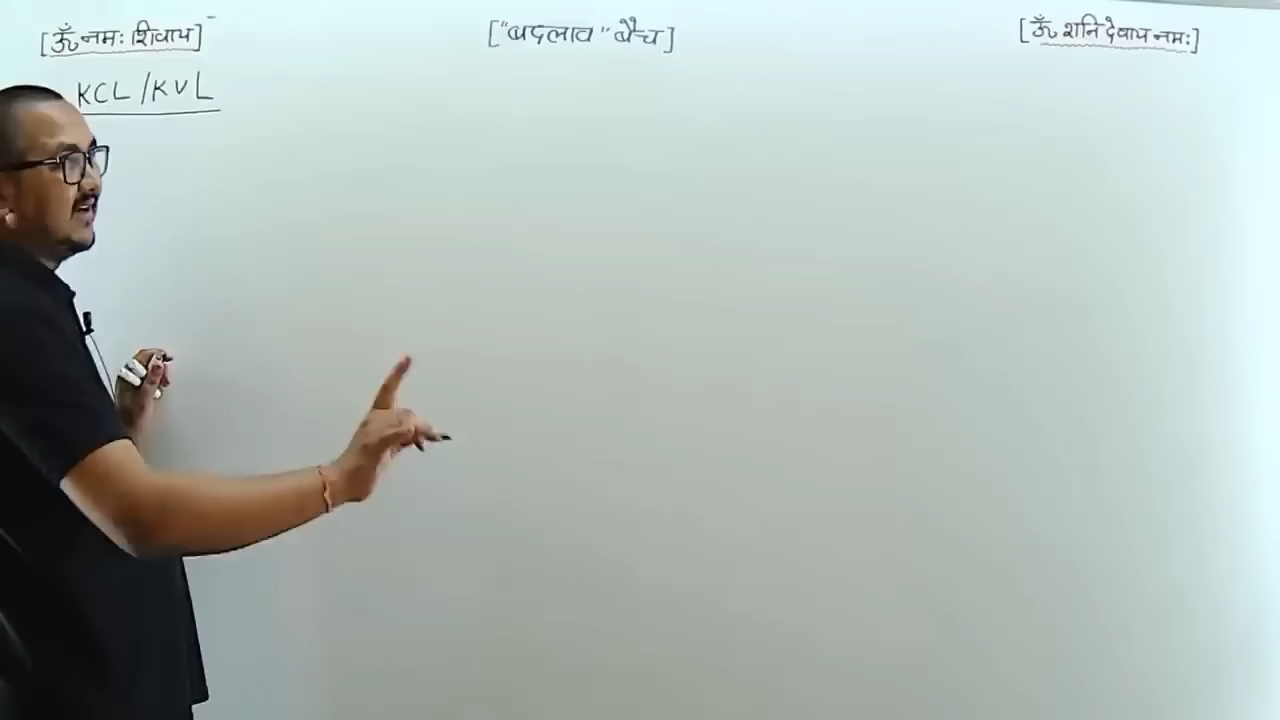 [ॐ नमः शिवाय]
["बदलाव" बैच]
[ॐ शनि देवाय नमः]
KCL/KVL